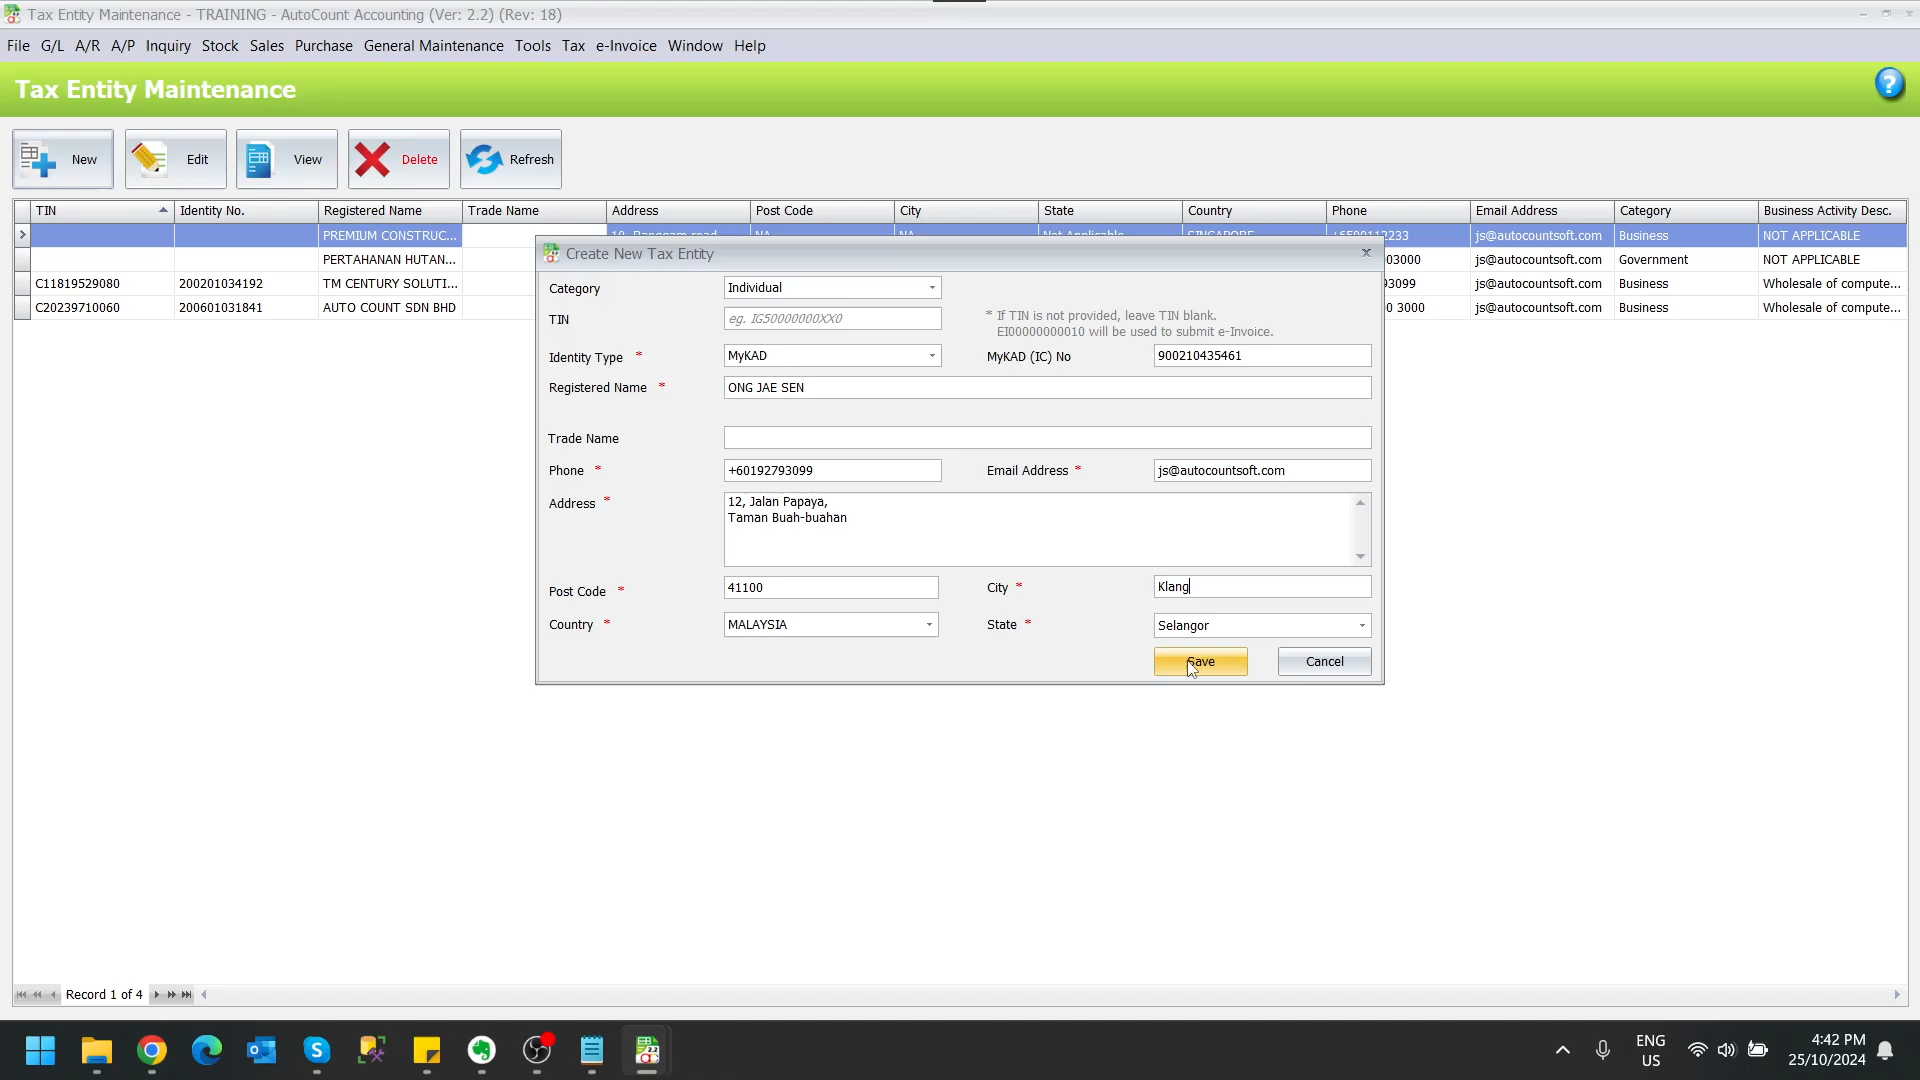 Tax Entity Maintenance - TRAINING - AutoCount Accounting (Ver: 2.2) (Rev: 18)
File G/L A/R A/P Inquiry Stock Sales Purchase General Maintenance Tools Tax e-Invoice Window Help
Tax Entity Maintenance
New Edit View Delete Refresh
TIN Identity No. Registered Name Trade Name Address Post Code City State Country Phone Email Address Category Business Activity Desc.
PREMIUM CONSTRUC... js@autocountsoft.com Business NOT APPLICABLE
PERTAHANAN HUTAN... 03000 js@autocountsoft.com Government NOT APPLICABLE
C11819529080 200201034192 TM CENTURY SOLUTI... 93099 js@autocountsoft.com Business Wholesale of compute...
C20239710060 200601031841 AUTO COUNT SDN BHD 00 3000 js@autocountsoft.com Business Wholesale of compute...
Create New Tax Entity
Category Individual
TIN eg. IG50000000XX0 * If TIN is not provided, leave TIN blank.
EI00000000010 will be used to submit e-Invoice.
Identity Type * MyKAD MyKAD (IC) No 900210435461
Registered Name * ONG JAE SEN
Trade Name
Phone * +60192793099 Email Address * js@autocountsoft.com
Address * 12, Jalan Papaya,
Taman Buah-buahan
Post Code * 41100 City * Klang
Country * MALAYSIA State * Selangor
Save Cancel
Record 1 of 4
ENG
US
4:42 PM
25/10/2024